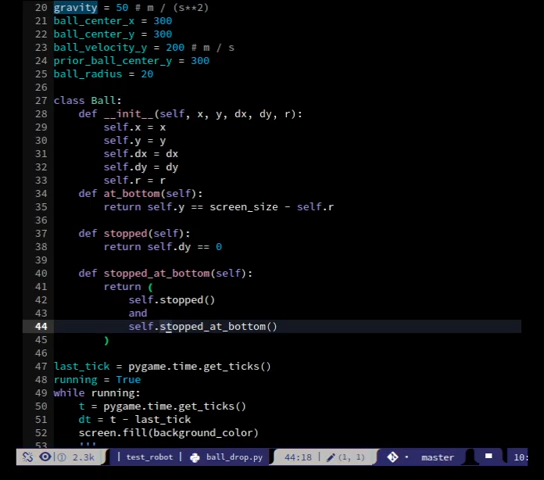 20 gravity = 50 # m / (s**2)
21 ball_center_x = 300
22 ball_center_y = 300
23 ball_velocity_y = 200 # m / s
24 prior_ball_center_y = 300
25 ball_radius = 20
26
27 class Ball:
28     def __init__(self, x, y, dx, dy, r):
29         self.x = x
30         self.y = y
31         self.dx = dx
32         self.dy = dy
33         self.r = r
34     def at_bottom(self):
35         return self.y == screen_size - self.r
36
37     def stopped(self):
38         return self.dy == 0
39
40     def stopped_at_bottom(self):
41         return (
42             self.stopped()
43             and
44             self.stopped_at_bottom()
45         )
46
47 last_tick = pygame.time.get_ticks()
48 running = True
49 while running:
50     t = pygame.time.get_ticks()
51     dt = t - last_tick
52     screen.fill(background_color)
53     '''
2.3k | test_robot ball_drop.py 44:18 (1, 1) master 10: